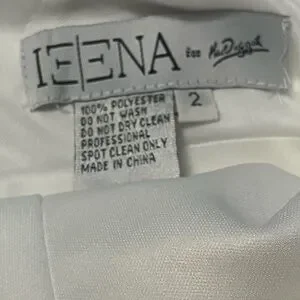 IEENA FOR Mac Duggal
2
100% POLYESTER
DO NOT WASH
DO NOT DRY CLEAN
PROFESSIONAL
SPOT CLEAN ONLY
MADE IN CHINA